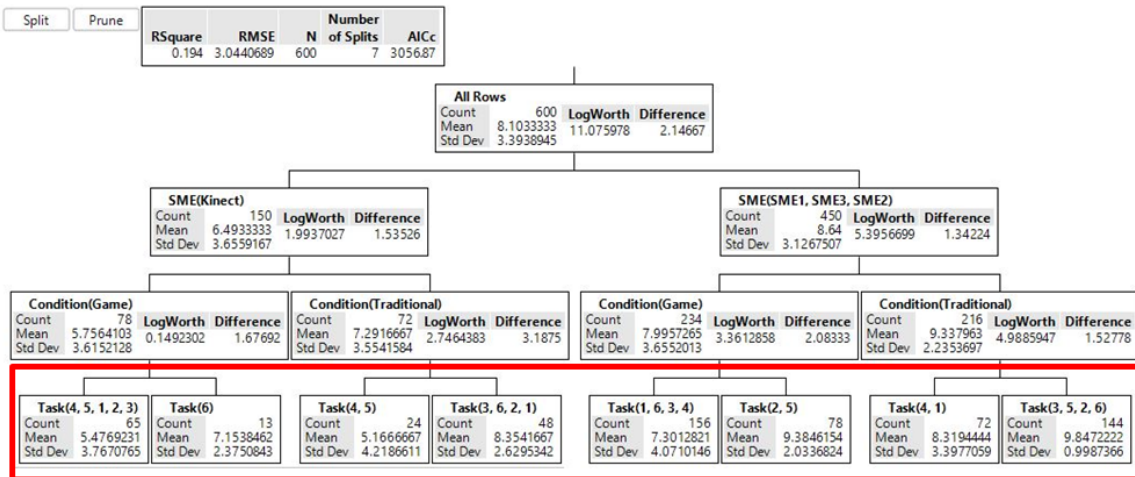 Split Prune
Number
RSquare RMSE N of Splits AICc
0.194 3.0440689 600 7 3056.87
All Rows
Count 600 LogWorth Difference
Mean 8.1033333 11.075978 2.14667
Std Dev 3.3938945
SME(Kinect)
Count 150 LogWorth Difference
Mean 6.4933333 1.9937027 1.53526
Std Dev 3.6559167
SME(SME1, SME3, SME2)
Count 450 LogWorth Difference
Mean 8.64 5.3956699 1.34224
Std Dev 3.1267507
Condition(Game)
Count 78 LogWorth Difference
Mean 5.7564103 0.1492302 1.67692
Std Dev 3.6152128
Condition(Traditional)
Count 72 LogWorth Difference
Mean 7.2916667 2.7464383 3.1875
Std Dev 3.5541584
Condition(Game)
Count 234 LogWorth Difference
Mean 7.9957265 3.3612858 2.08333
Std Dev 3.6552013
Condition(Traditional)
Count 216 LogWorth Difference
Mean 9.337963 4.9885947 1.52778
Std Dev 2.2353697
Task(4, 5, 1, 2, 3)
Count 65
Mean 5.4769231
Std Dev 3.7670765
Task(6)
Count 13
Mean 7.1538462
Std Dev 2.3750843
Task(4, 5)
Count 24
Mean 5.1666667
Std Dev 4.2186611
Task(3, 6, 2, 1)
Count 48
Mean 8.3541667
Std Dev 2.6295342
Task(1, 6, 3, 4)
Count 156
Mean 7.3012821
Std Dev 4.0710146
Task(2, 5)
Count 78
Mean 9.3846154
Std Dev 2.0336824
Task(4, 1)
Count 72
Mean 8.3194444
Std Dev 3.3977059
Task(3, 5, 2, 6)
Count 144
Mean 9.8472222
Std Dev 0.9987366